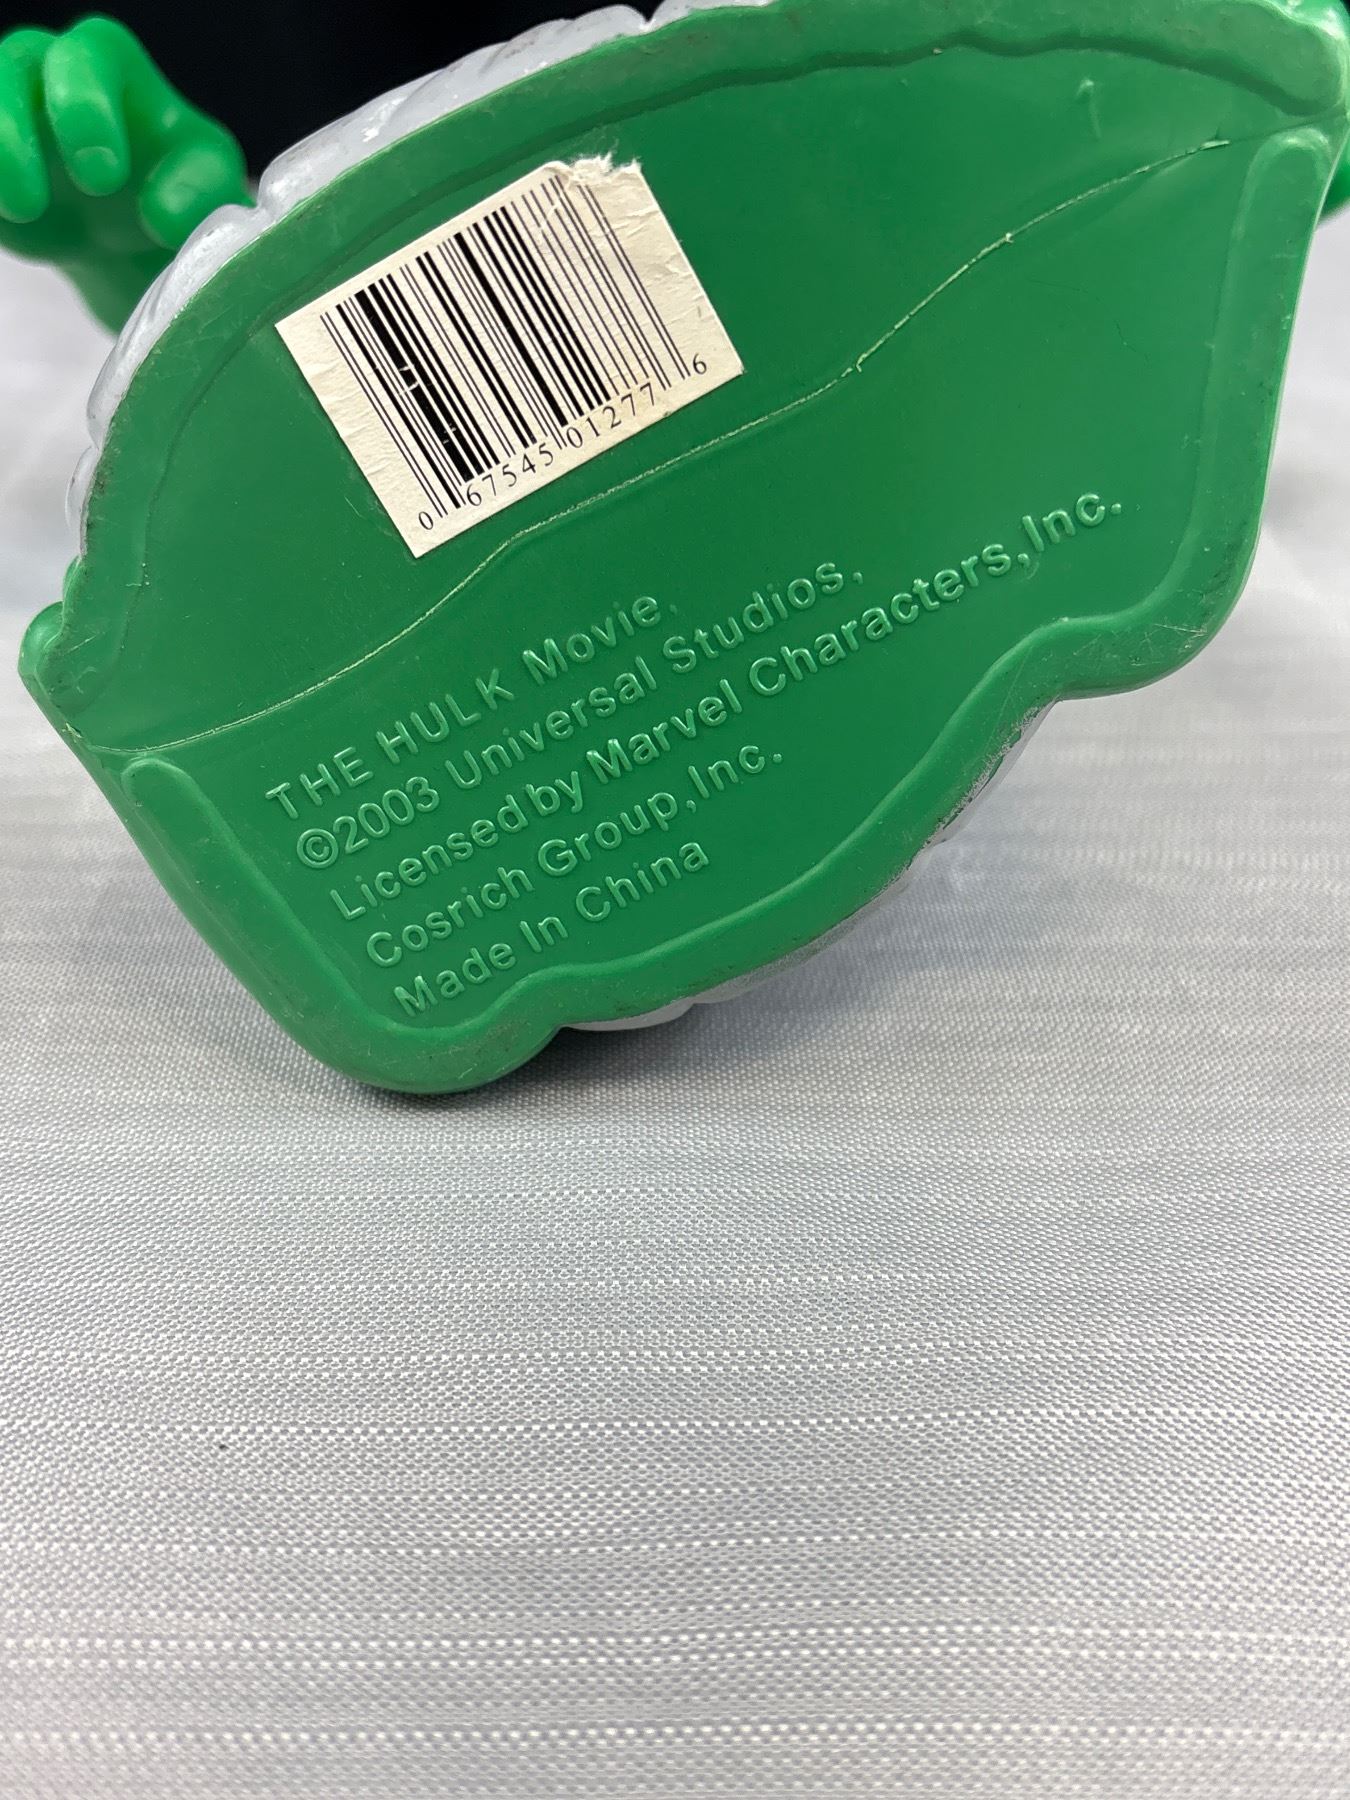 0 67545 01277 6
THE HULK Movie.
©2003 Universal Studios.
Licensed by Marvel Characters,Inc.
Cosrich Group,Inc.
Made In China